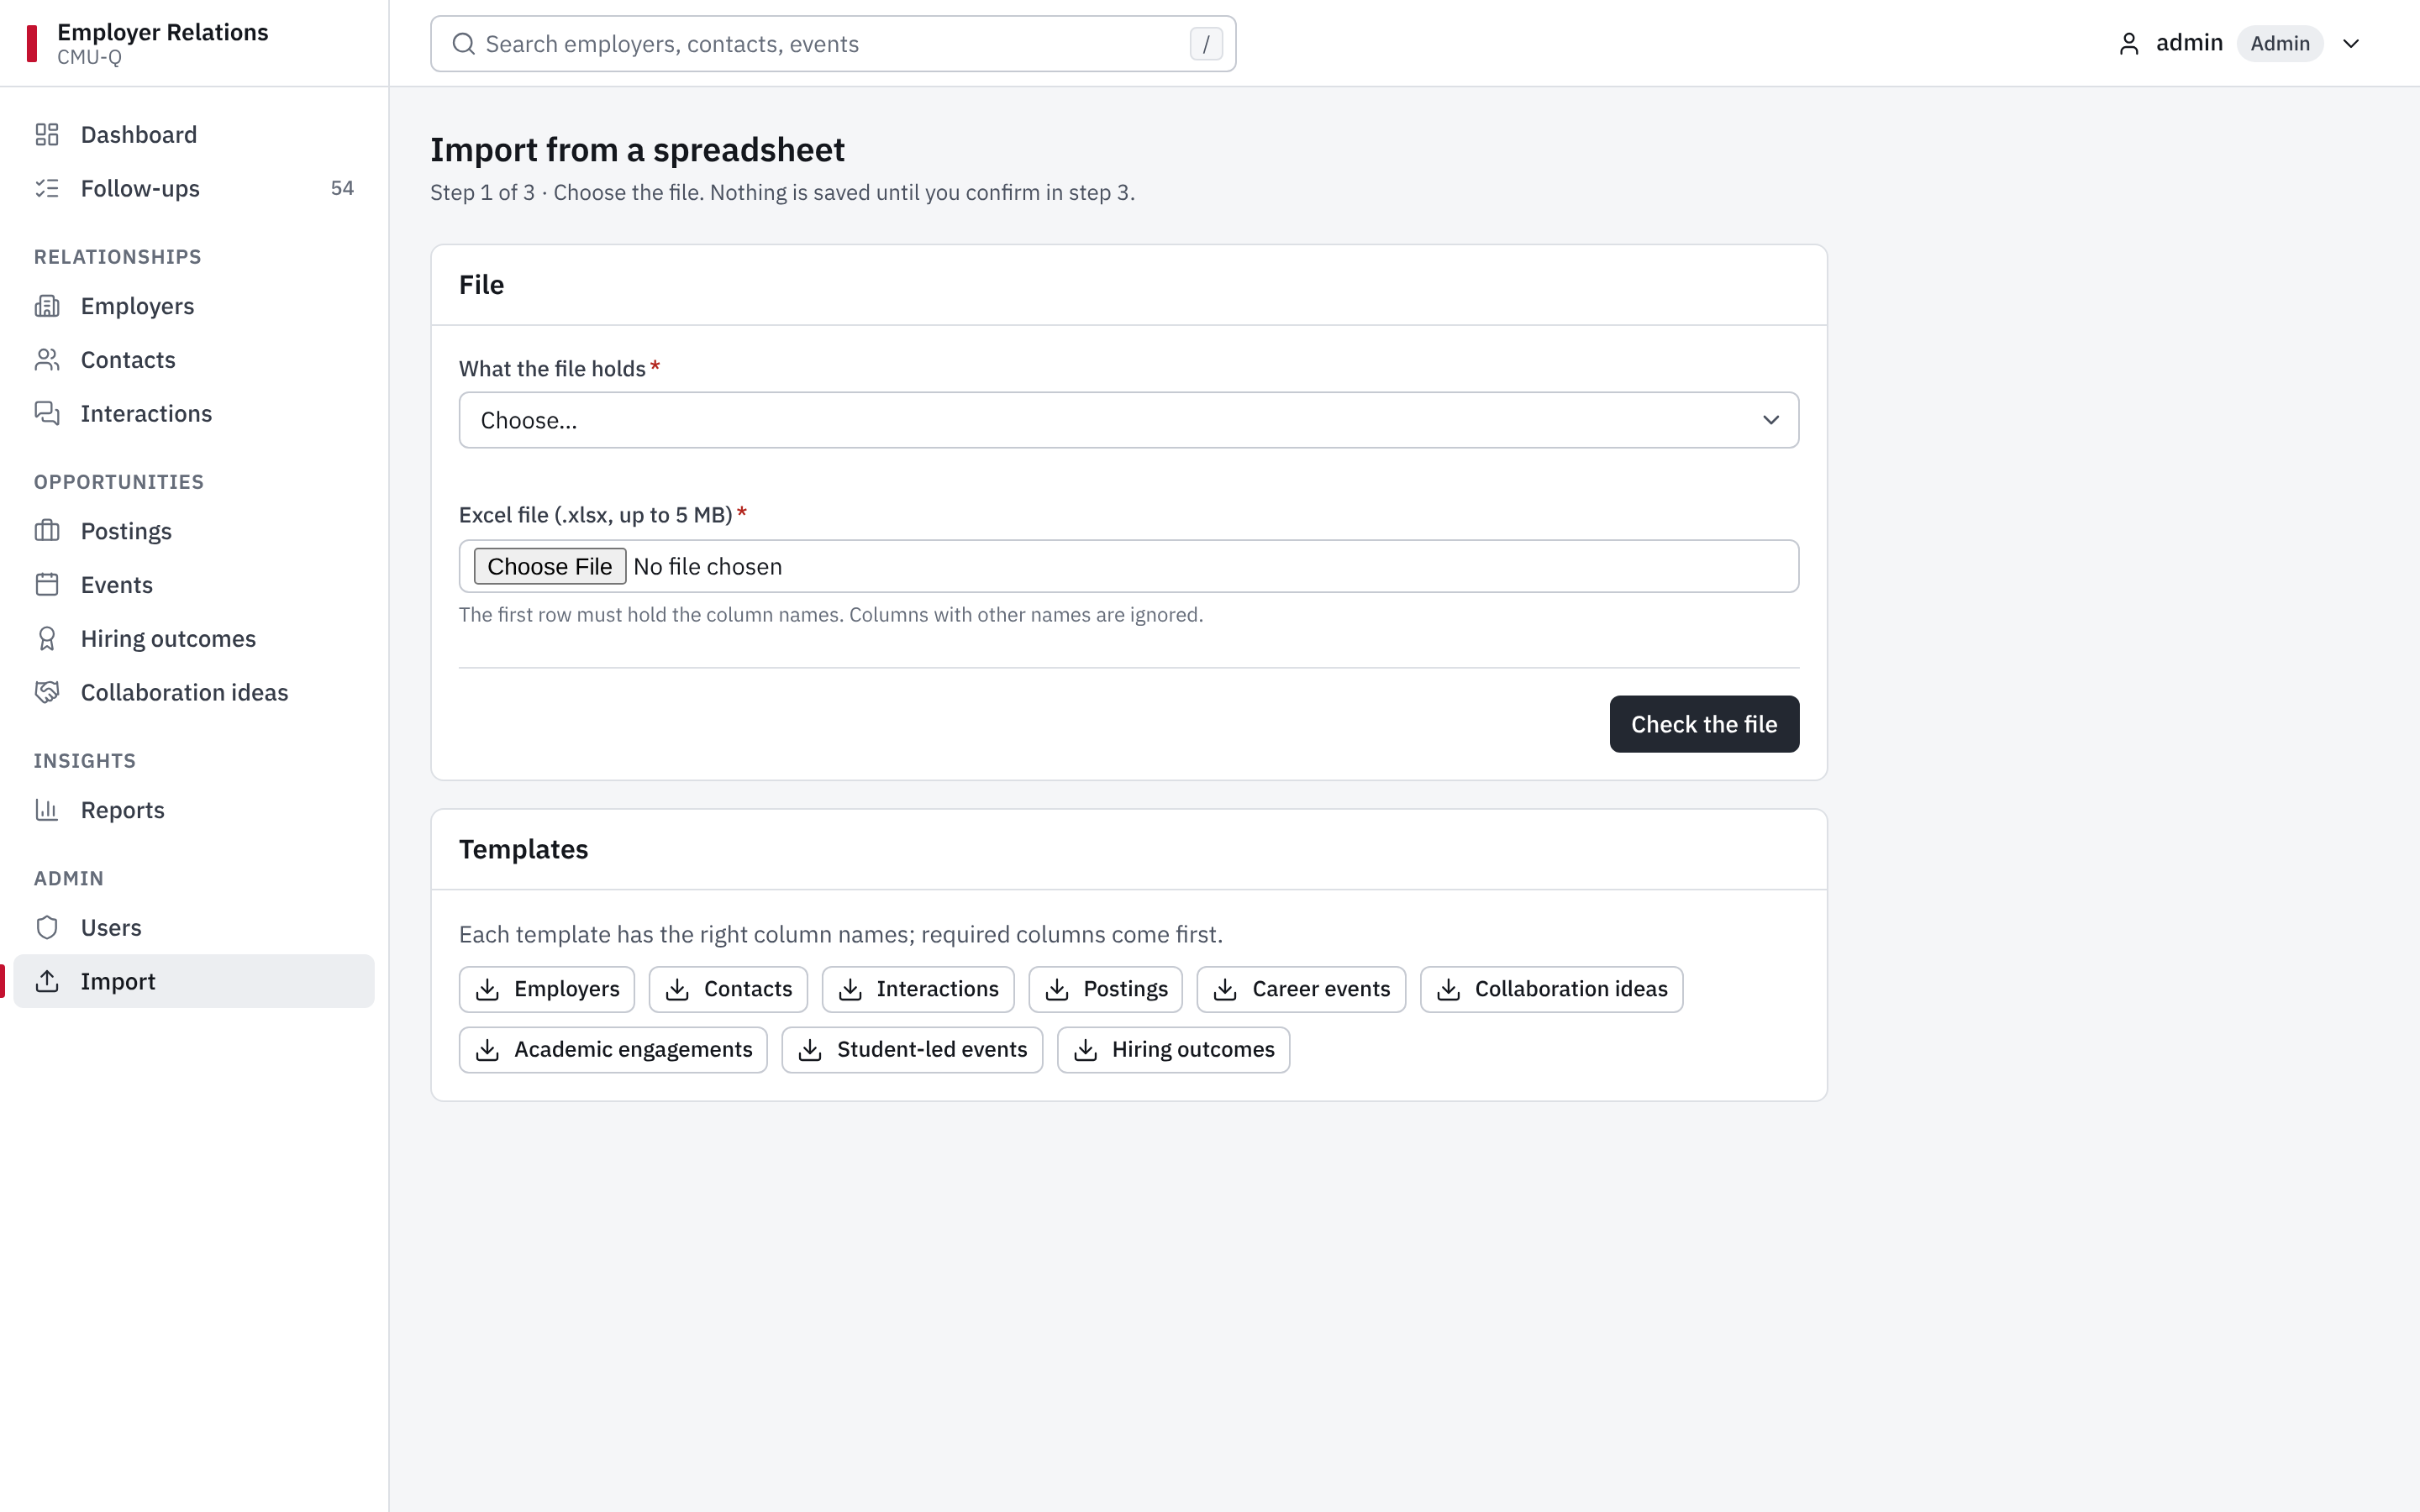 Employer Relations
CMU-Q
Search employers, contacts, events
/
admin
Admin
Dashboard
Follow-ups 54
RELATIONSHIPS
Employers
Contacts
Interactions
OPPORTUNITIES
Postings
Events
Hiring outcomes
Collaboration ideas
INSIGHTS
Reports
ADMIN
Users
Import
Import from a spreadsheet
Step 1 of 3 · Choose the file. Nothing is saved until you confirm in step 3.
File
What the file holds *
Choose...
Excel file (.xlsx, up to 5 MB) *
Choose File No file chosen
The first row must hold the column names. Columns with other names are ignored.
Check the file
Templates
Each template has the right column names; required columns come first.
Employers Contacts Interactions Postings Career events Collaboration ideas
Academic engagements Student-led events Hiring outcomes